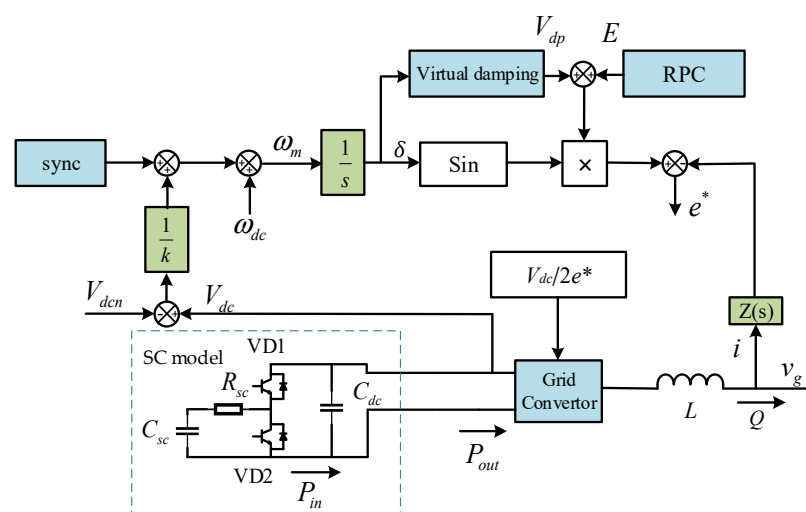 V_dp E
Virtual damping + + RPC
sync + + + + ω_m 1/s δ Sin × + - e*
ω_dc
1/k
V_dcn - + V_dc
V_dc/2e*
Z(s)
SC model VD1
R_sc C_dc
C_sc
VD2 P_in
P_out
Grid
Convertor
L
i v_g
Q